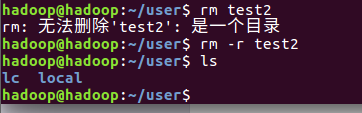 hadoop@hadoop:~/user$ rm test2
rm: 无法删除'test2': 是一个目录
hadoop@hadoop:~/user$ rm -r test2
hadoop@hadoop:~/user$ ls
lc  local
hadoop@hadoop:~/user$